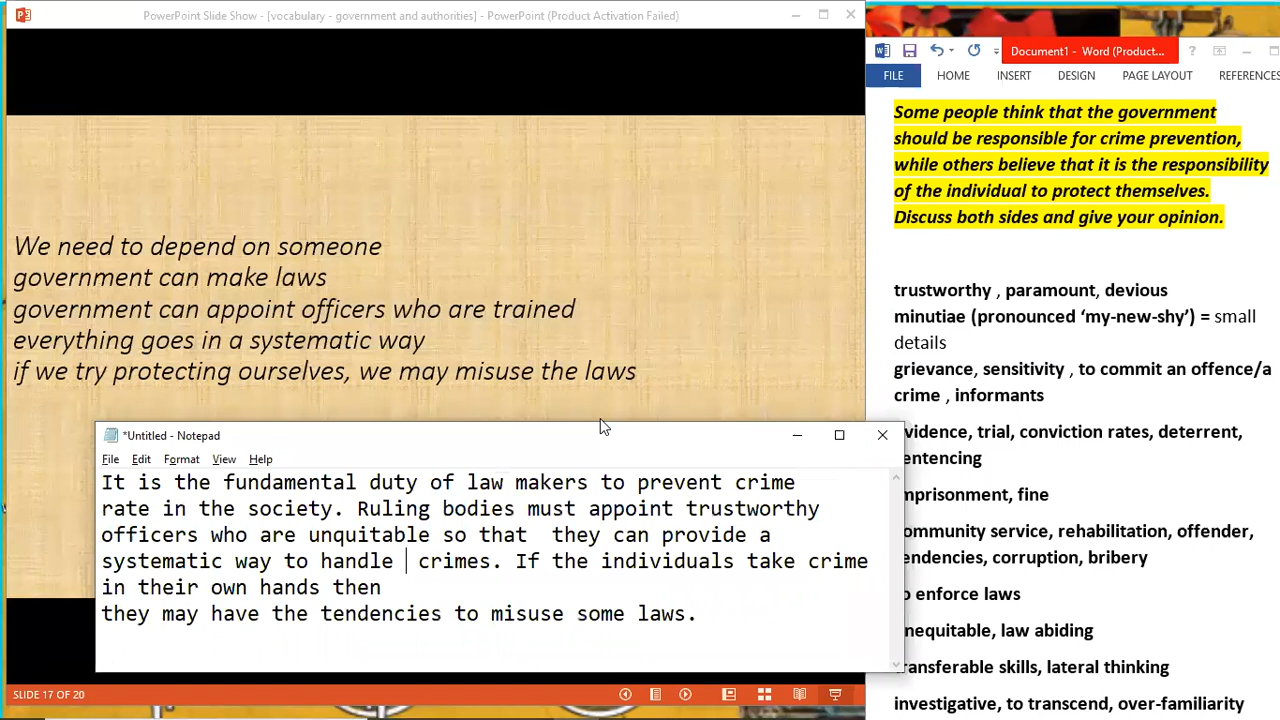 PowerPoint Slide Show - [vocabulary - government and authorities] - PowerPoint (Product Activation Failed)
We need to depend on someone
government can make laws
government can appoint officers who are trained
everything goes in a systematic way
if we try protecting ourselves, we may misuse the laws
*Untitled - Notepad
File Edit Format View Help
It is the fundamental duty of law makers to prevent crime
rate in the society. Ruling bodies must appoint trustworthy
officers who are unquitable so that they can provide a
systematic way to handle crimes. If the individuals take crime
in their own hands then
they may have the tendencies to misuse some laws.
SLIDE 17 OF 20
Document1 - Word (Product...
FILE HOME INSERT DESIGN PAGE LAYOUT REFERENCES
Some people think that the government
should be responsible for crime prevention,
while others believe that it is the responsibility
of the individual to protect themselves.
Discuss both sides and give your opinion.
trustworthy , paramount, devious
minutiae (pronounced ‘my-new-shy’) = small
details
grievance, sensitivity , to commit an offence/a
crime , informants
vidence, trial, conviction rates, deterrent,
entencing
mprisonment, fine
ommunity service, rehabilitation, offender,
endencies, corruption, bribery
o enforce laws
nequitable, law abiding
ransferable skills, lateral thinking
investigative, to transcend, over-familiarity